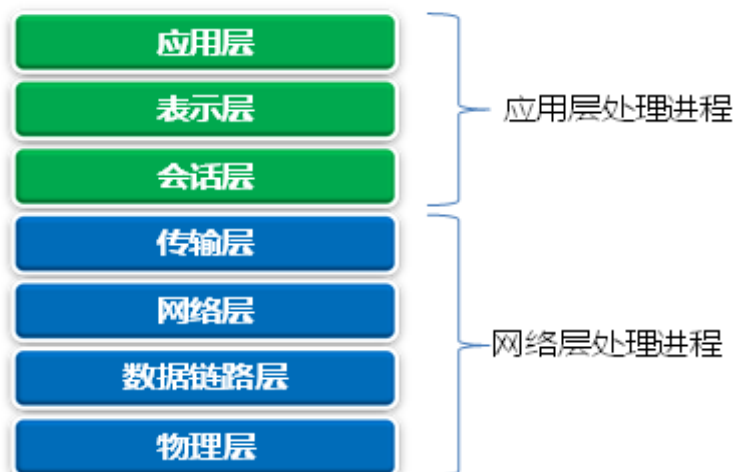 应用层
表示层
会话层
应用层处理进程
传输层
网络层
数据链路层
物理层
网络层处理进程